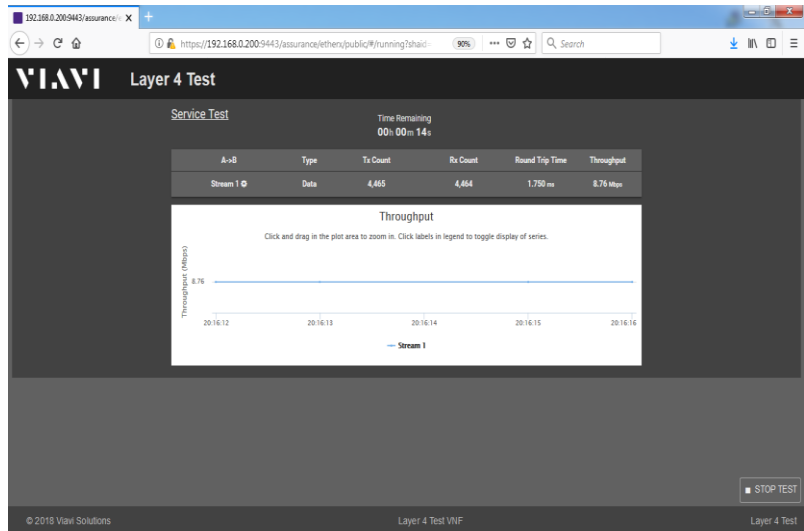 192.168.0.200:9443/assurance/e
https://192.168.0.200:9443/assurance/etherx/public/#/running?shaid=
90%
Search
VIAVI
Layer 4 Test
Service Test
Time Remaining
00h 00m 14s
A->B Type Tx Count Rx Count Round Trip Time Throughput
Stream 1 Data 4,465 4,464 1.750 ms 8.76 Mbps
Throughput
Click and drag in the plot area to zoom in. Click labels in legend to toggle display of series.
Throughput (Mbps)
8.76
20:16:12 20:16:13 20:16:14 20:16:15 20:16:16
Stream 1
STOP TEST
© 2018 Viavi Solutions
Layer 4 Test VNF
Layer 4 Test